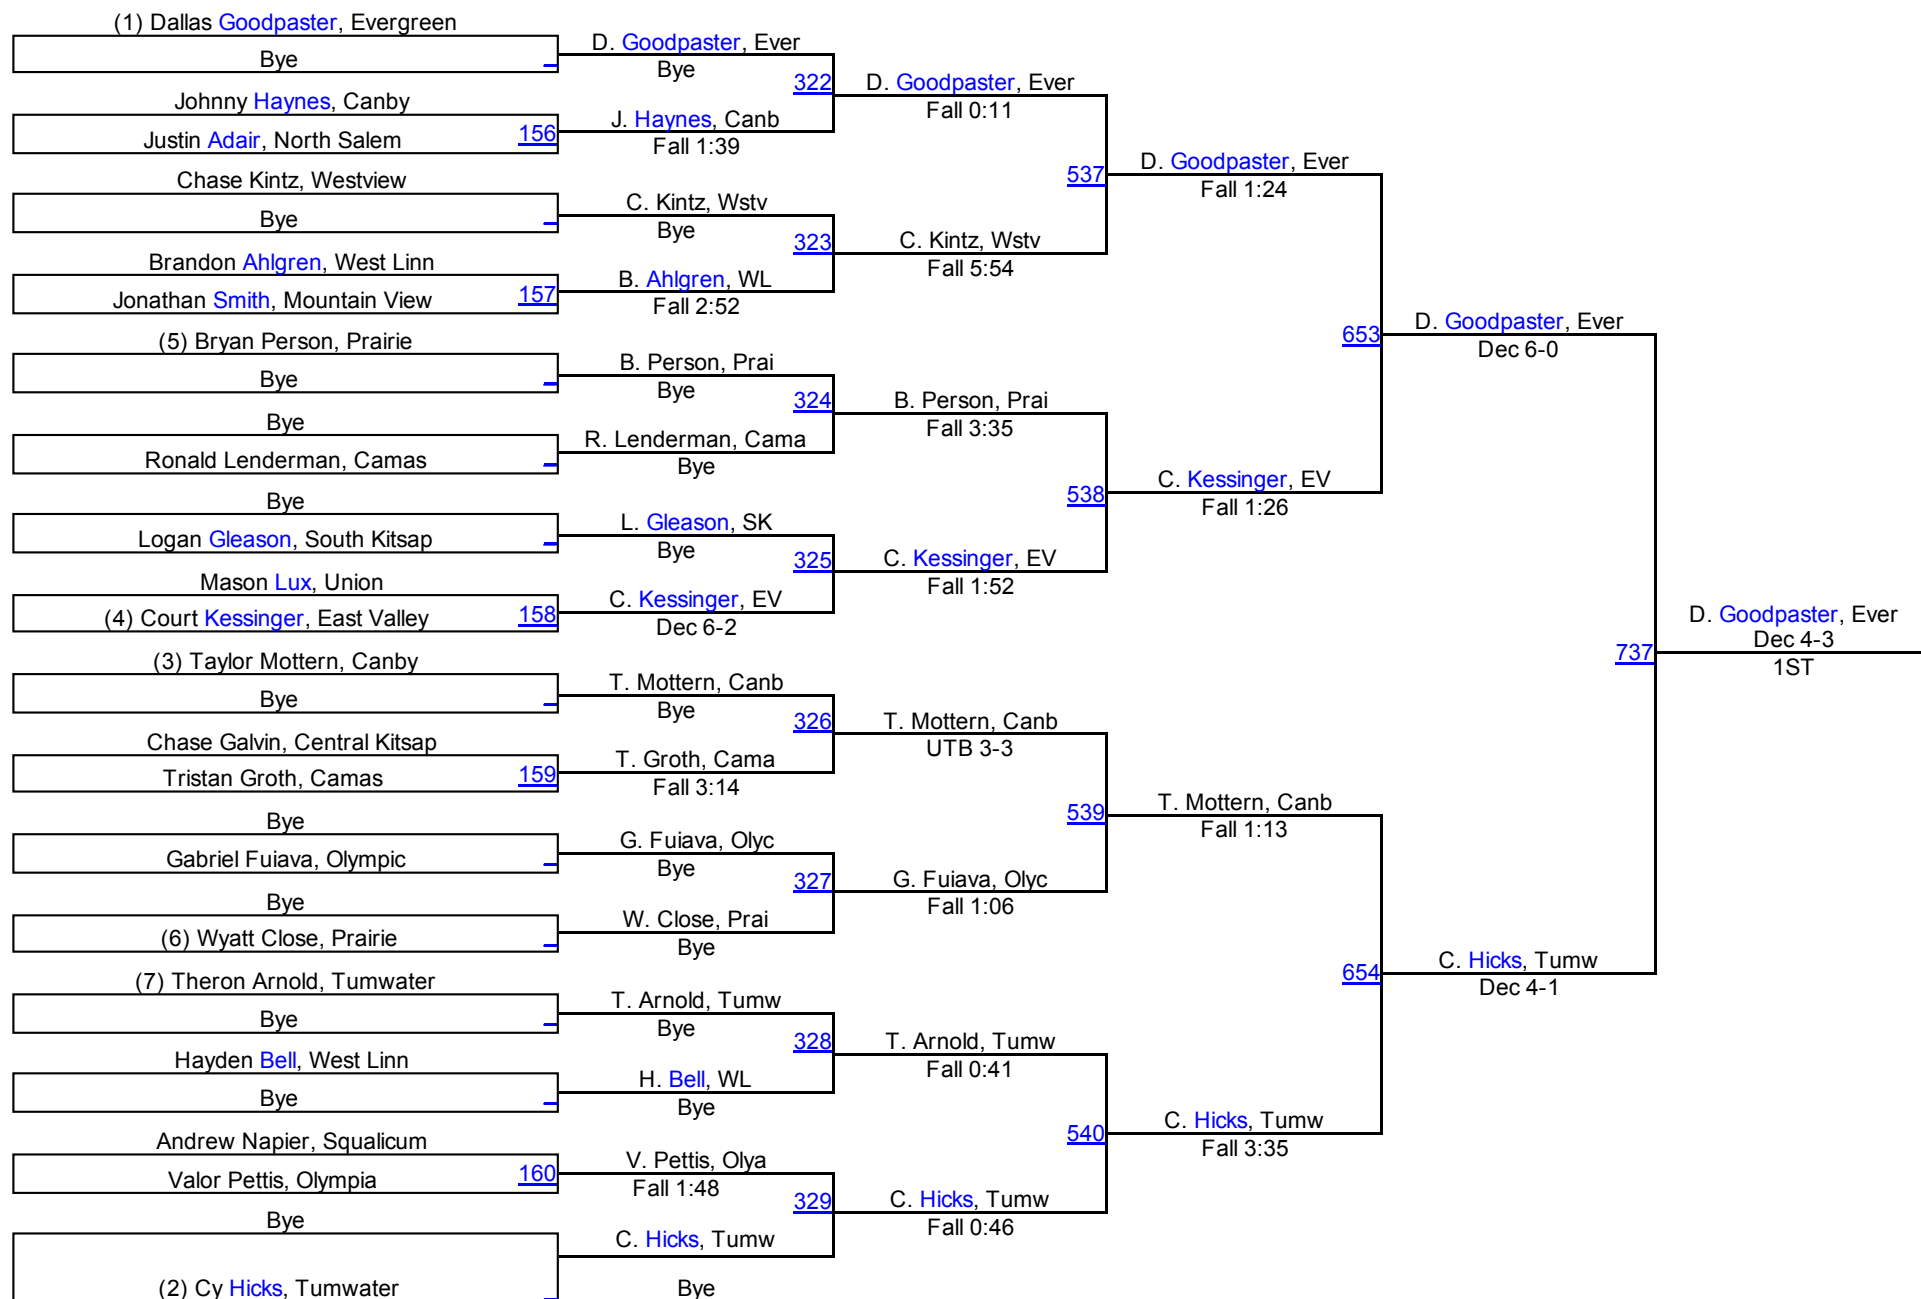 (1) Dallas Goodpaster, Evergreen
Bye
Johnny Haynes, Canby
Justin Adair, North Salem 156
Chase Kintz, Westview
Bye
Brandon Ahlgren, West Linn
Jonathan Smith, Mountain View 157
(5) Bryan Person, Prairie
Bye
Bye
Ronald Lenderman, Camas
Bye
Logan Gleason, South Kitsap
Mason Lux, Union
(4) Court Kessinger, East Valley 158
(3) Taylor Mottern, Canby
Bye
Chase Galvin, Central Kitsap
Tristan Groth, Camas 159
Bye
Gabriel Fuiava, Olympic
Bye
(6) Wyatt Close, Prairie
(7) Theron Arnold, Tumwater
Bye
Hayden Bell, West Linn
Bye
Andrew Napier, Squalicum
Valor Pettis, Olympia 160
Bye
(2) Cy Hicks, Tumwater
D. Goodpaster, Ever
Bye
322
J. Haynes, Canb
Fall 1:39
C. Kintz, Wstv
Bye
323
B. Ahlgren, WL
Fall 2:52
B. Person, Prai
Bye
324
R. Lenderman, Cama
Bye
L. Gleason, SK
Bye
325
C. Kessinger, EV
Dec 6-2
T. Mottern, Canb
Bye
326
T. Groth, Cama
Fall 3:14
G. Fuiava, Olyc
Bye
327
W. Close, Prai
Bye
T. Arnold, Tumw
Bye
328
H. Bell, WL
Bye
V. Pettis, Olya
Fall 1:48
329
C. Hicks, Tumw
Bye
D. Goodpaster, Ever
Fall 0:11
537
C. Kintz, Wstv
Fall 5:54
B. Person, Prai
Fall 3:35
538
C. Kessinger, EV
Fall 1:52
T. Mottern, Canb
UTB 3-3
539
G. Fuiava, Olyc
Fall 1:06
T. Arnold, Tumw
Fall 0:41
540
C. Hicks, Tumw
Fall 0:46
D. Goodpaster, Ever
Fall 1:24
653
C. Kessinger, EV
Fall 1:26
T. Mottern, Canb
Fall 1:13
654
C. Hicks, Tumw
Fall 3:35
D. Goodpaster, Ever
Dec 6-0
737
C. Hicks, Tumw
Dec 4-1
D. Goodpaster, Ever
Dec 4-3
1ST